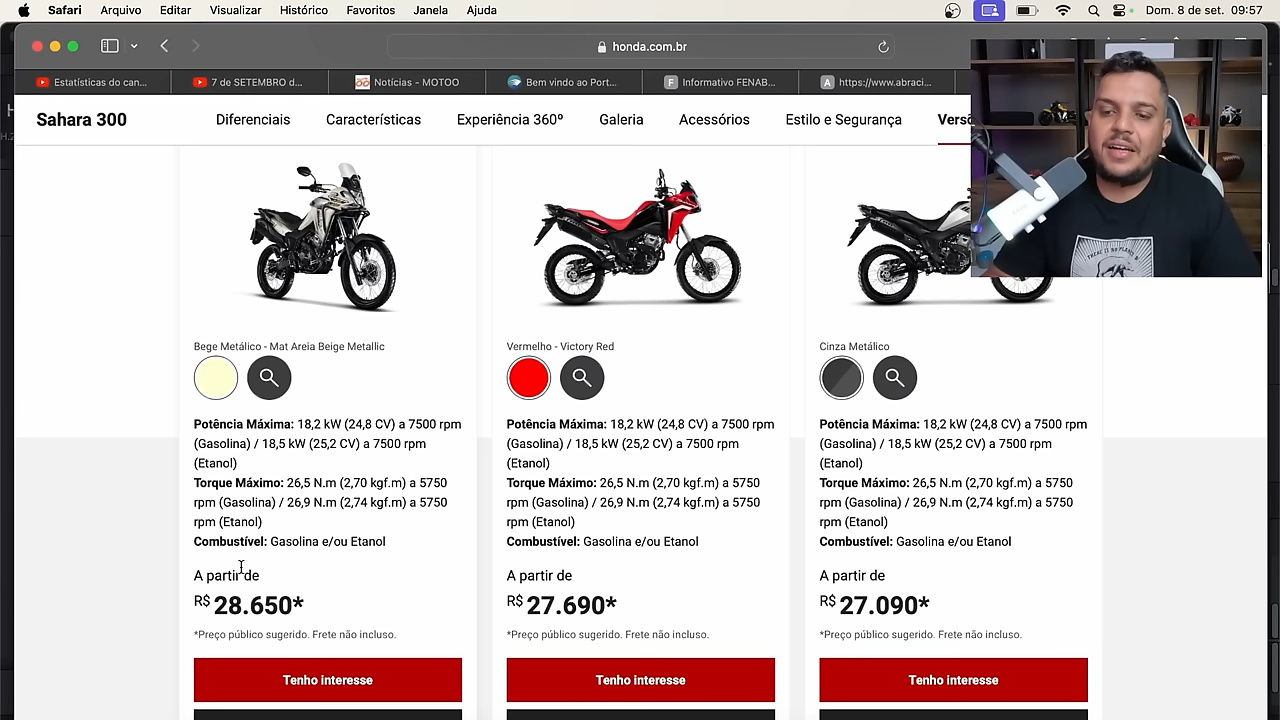 Safari Arquivo Editar Visualizar Histórico Favoritos Janela Ajuda Dom. 8 de set. 09:57
honda.com.br
Estatísticas do can... 7 de SETEMBRO d... Notícias - MOTOO Bem vindo ao Port... Informativo FENAB... https://www.abraci...
Sahara 300 Diferenciais Características Experiência 360º Galeria Acessórios Estilo e Segurança
Bege Metálico - Mat Areia Beige Metallic
Potência Máxima: 18,2 kW (24,8 CV) a 7500 rpm
(Gasolina) / 18,5 kW (25,2 CV) a 7500 rpm
(Etanol)
Torque Máximo: 26,5 N.m (2,70 kgf.m) a 5750
rpm (Gasolina) / 26,9 N.m (2,74 kgf.m) a 5750
rpm (Etanol)
Combustível: Gasolina e/ou Etanol
A partir de
R$ 28.650*
*Preço público sugerido. Frete não incluso.
Tenho interesse
Vermelho - Victory Red
Potência Máxima: 18,2 kW (24,8 CV) a 7500 rpm
(Gasolina) / 18,5 kW (25,2 CV) a 7500 rpm
(Etanol)
Torque Máximo: 26,5 N.m (2,70 kgf.m) a 5750
rpm (Gasolina) / 26,9 N.m (2,74 kgf.m) a 5750
rpm (Etanol)
Combustível: Gasolina e/ou Etanol
A partir de
R$ 27.690*
*Preço público sugerido. Frete não incluso.
Tenho interesse
Cinza Metálico
Potência Máxima: 18,2 kW (24,8 CV) a 7500 rpm
(Gasolina) / 18,5 kW (25,2 CV) a 7500 rpm
(Etanol)
Torque Máximo: 26,5 N.m (2,70 kgf.m) a 5750
rpm (Gasolina) / 26,9 N.m (2,74 kgf.m) a 5750
rpm (Etanol)
Combustível: Gasolina e/ou Etanol
A partir de
R$ 27.090*
*Preço público sugerido. Frete não incluso.
Tenho interesse